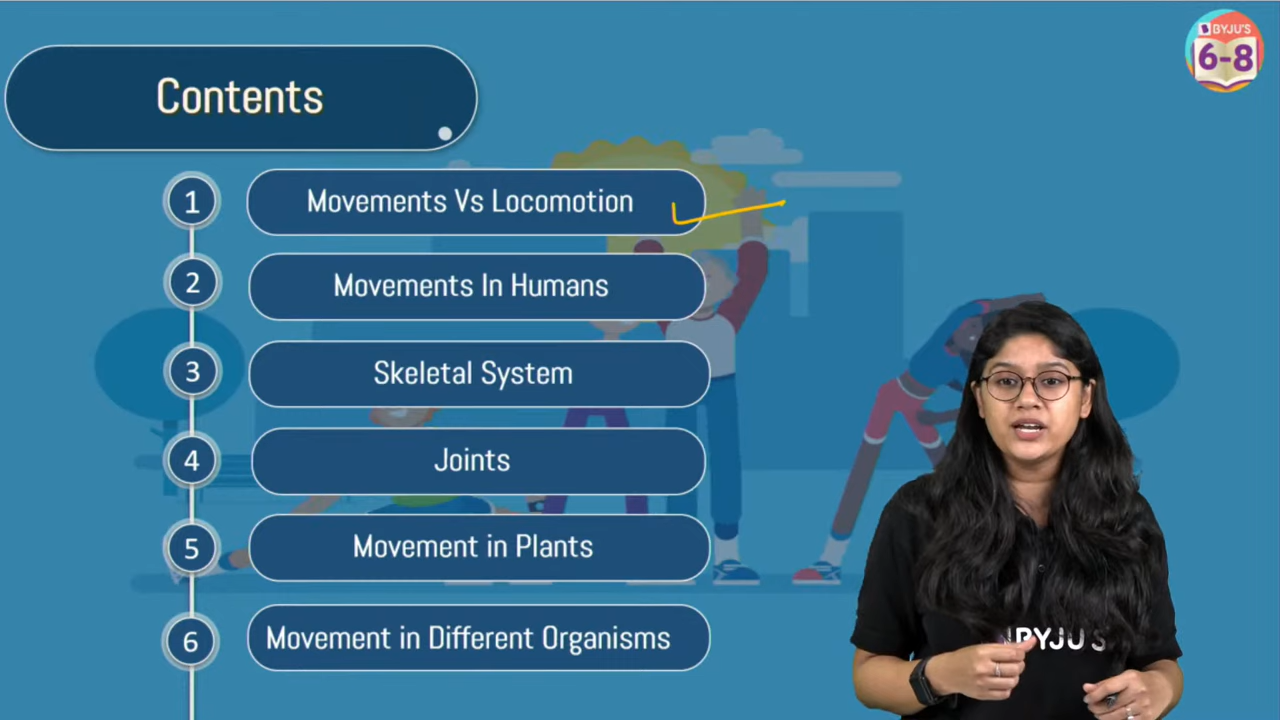 BYJU'S
6-8
Contents
1 Movements Vs Locomotion
2 Movements In Humans
3 Skeletal System
4 Joints
5 Movement in Plants
6 Movement in Different Organisms
BYJU'S